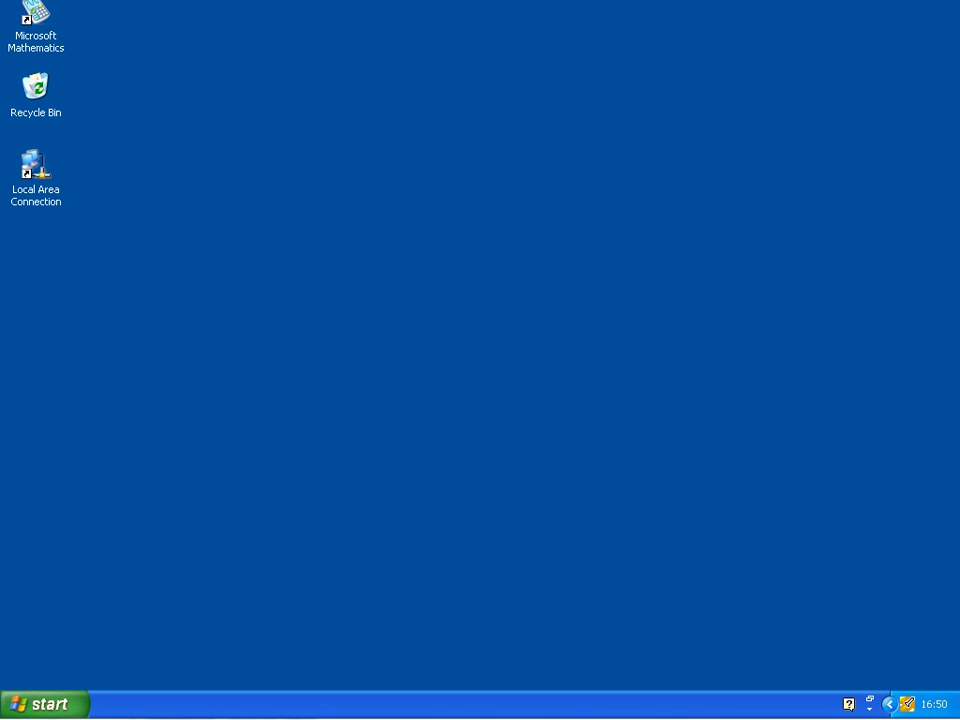 Microsoft
Mathematics
Recycle Bin
Local Area
Connection
start
16:50